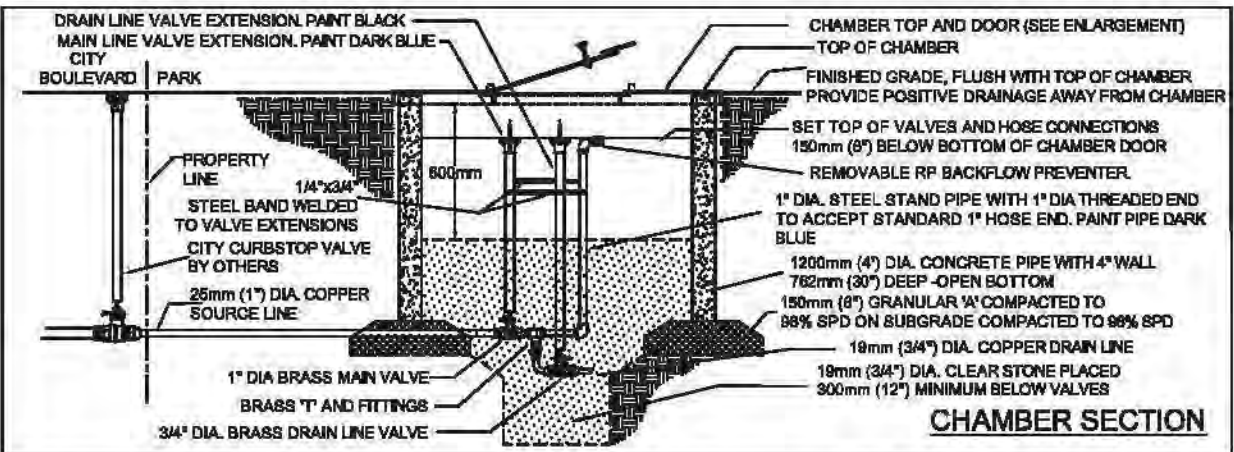 DRAIN LINE VALVE EXTENSION. PAINT BLACK
MAIN LINE VALVE EXTENSION. PAINT DARK BLUE
CITY
BOULEVARD
PARK
PROPERTY
LINE
1/4"x3/4"
STEEL BAND WELDED
TO VALVE EXTENSIONS
CITY CURBSTOP VALVE
BY OTHERS
25mm (1") DIA. COPPER
SOURCE LINE
1" DIA BRASS MAIN VALVE
BRASS 'T' AND FITTINGS
3/4" DIA. BRASS DRAIN LINE VALVE
600mm
CHAMBER TOP AND DOOR (SEE ENLARGEMENT)
TOP OF CHAMBER
FINISHED GRADE, FLUSH WITH TOP OF CHAMBER
PROVIDE POSITIVE DRAINAGE AWAY FROM CHAMBER
SET TOP OF VALVES AND HOSE CONNECTIONS
150mm (6") BELOW BOTTOM OF CHAMBER DOOR
REMOVABLE RP BACKFLOW PREVENTER.
1" DIA. STEEL STAND PIPE WITH 1" DIA THREADED END
TO ACCEPT STANDARD 1" HOSE END. PAINT PIPE DARK
BLUE
1200mm (4') DIA. CONCRETE PIPE WITH 4" WALL
762mm (30") DEEP -OPEN BOTTOM
150mm (6") GRANULAR 'A' COMPACTED TO
98% SPD ON SUBGRADE COMPACTED TO 98% SPD
19mm (3/4") DIA. COPPER DRAIN LINE
19mm (3/4") DIA. CLEAR STONE PLACED
300mm (12") MINIMUM BELOW VALVES
CHAMBER SECTION